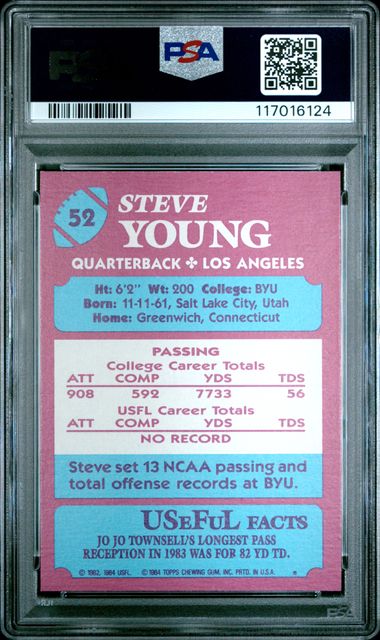 PSA
117016124
52
STEVE
YOUNG
QUARTERBACK ✤ LOS ANGELES
Ht: 6'2" Wt: 200 College: BYU
Born: 11-11-61, Salt Lake City, Utah
Home: Greenwich, Connecticut
PASSING
College Career Totals
ATT COMP YDS TDS
908 592 7733 56
USFL Career Totals
ATT COMP YDS TDS
NO RECORD
Steve set 13 NCAA passing and
total offense records at BYU.
USeFuL FACTS
JO JO TOWNSELL'S LONGEST PASS
RECEPTION IN 1983 WAS FOR 82 YD TD.
© 1982, 1984 USFL. © 1984 TOPPS CHEWING GUM, INC. PRTD. IN U.S.A.